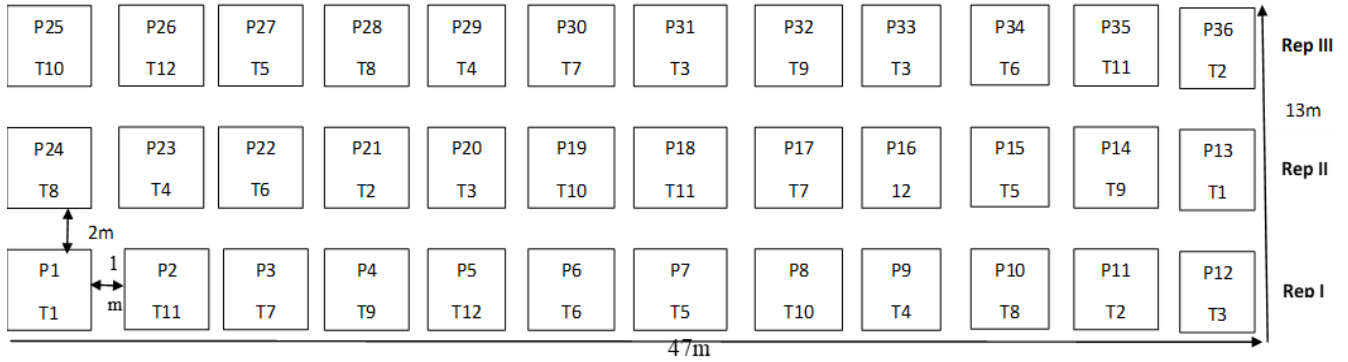 P25 P26 P27 P28 P29 P30 P31 P32 P33 P34 P35 P36
T10 T12 T5 T8 T4 T7 T3 T9 T3 T6 T11 T2
Rep III
13m
P24 P23 P22 P21 P20 P19 P18 P17 P16 P15 P14 P13
T8 T4 T6 T2 T3 T10 T11 T7 12 T5 T9 T1
Rep II
2m
P1 1 P2 P3 P4 P5 P6 P7 P8 P9 P10 P11 P12
T1 m T11 T7 T9 T12 T6 T5 T10 T4 T8 T2 T3
Rep I
47m